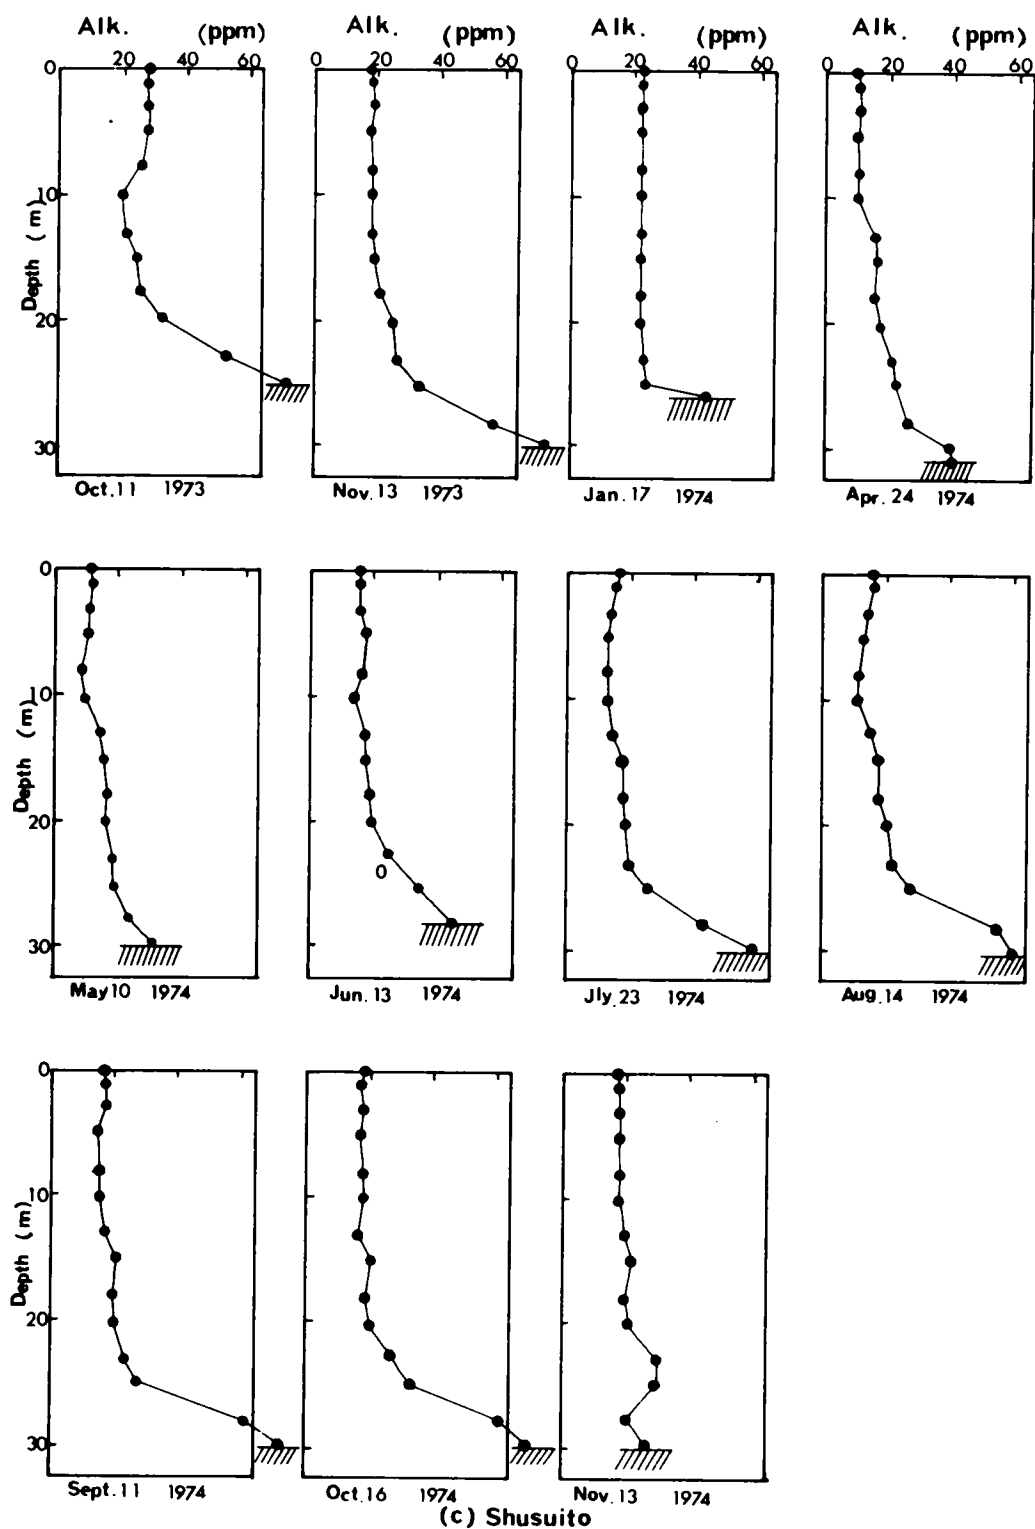 Alk. (ppm) Alk. (ppm) Alk. (ppm) Alk. (ppm)
0 20 40 60 0 20 40 60 0 20 40 60 0 20 40 60
0
10
Depth (m)
20
30
Oct.11 1973 Nov.13 1973 Jan.17 1974 Apr.24 1974
0
10
Depth (m)
20
0
30
May10 1974 Jun.13 1974 Jly.23 1974 Aug.14 1974
0
10
Depth (m)
20
30
Sept.11 1974 Oct.16 1974 Nov.13 1974
(c) Shusuito